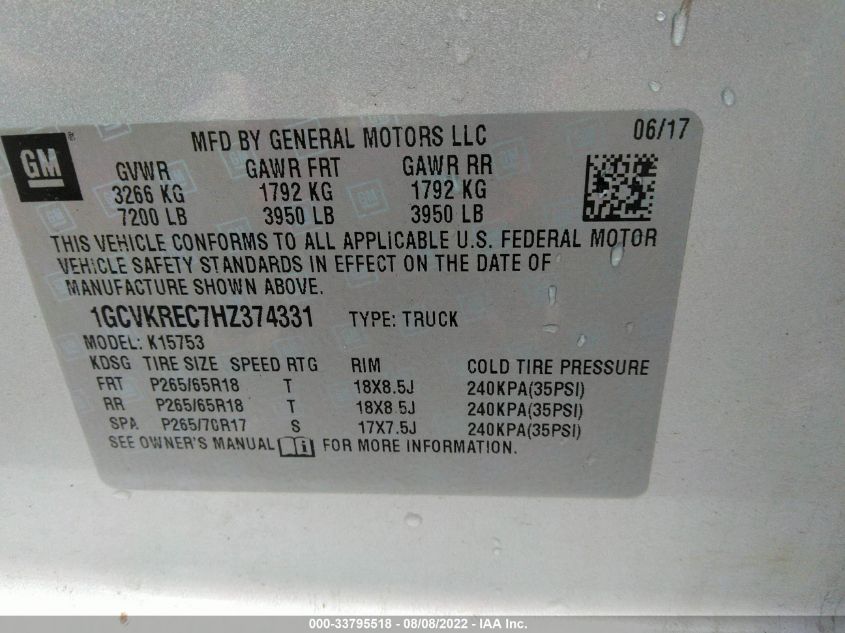 MFD BY GENERAL MOTORS LLC 06/17
GM
GVWR GAWR FRT GAWR RR
3266 KG 1792 KG 1792 KG
7200 LB 3950 LB 3950 LB
THIS VEHICLE CONFORMS TO ALL APPLICABLE U.S. FEDERAL MOTOR
VEHICLE SAFETY STANDARDS IN EFFECT ON THE DATE OF
MANUFACTURE SHOWN ABOVE.
1GCVKREC7HZ374331 TYPE: TRUCK
MODEL: K15753
KDSG TIRE SIZE SPEED RTG RIM COLD TIRE PRESSURE
FRT P265/65R18 T 18X8.5J 240KPA(35PSI)
RR P265/65R18 T 18X8.5J 240KPA(35PSI)
SPA P265/70R17 S 17X7.5J 240KPA(35PSI)
SEE OWNER'S MANUAL FOR MORE INFORMATION.
000-33795518 - 08/08/2022 - IAA Inc.